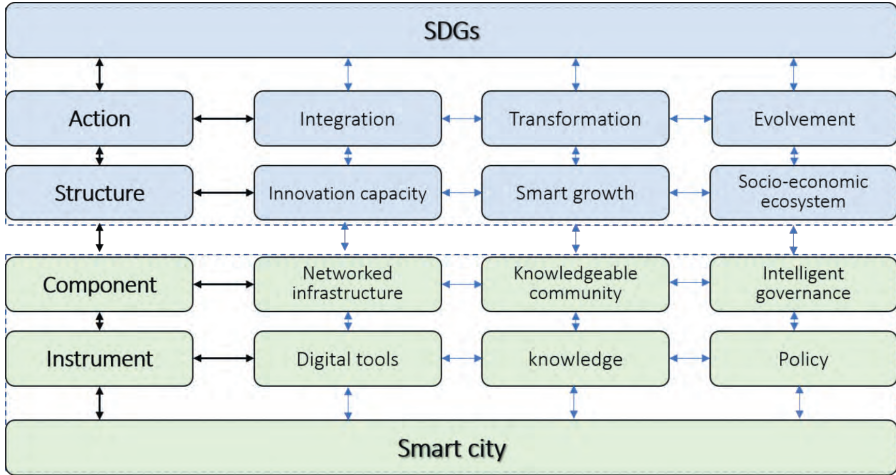 SDGs
Action
Integration
Transformation
Evolvement
Structure
Innovation capacity
Smart growth
Socio-economic
ecosystem
Component
Networked
infrastructure
Knowledgeable
community
Intelligent
governance
Instrument
Digital tools
knowledge
Policy
Smart city